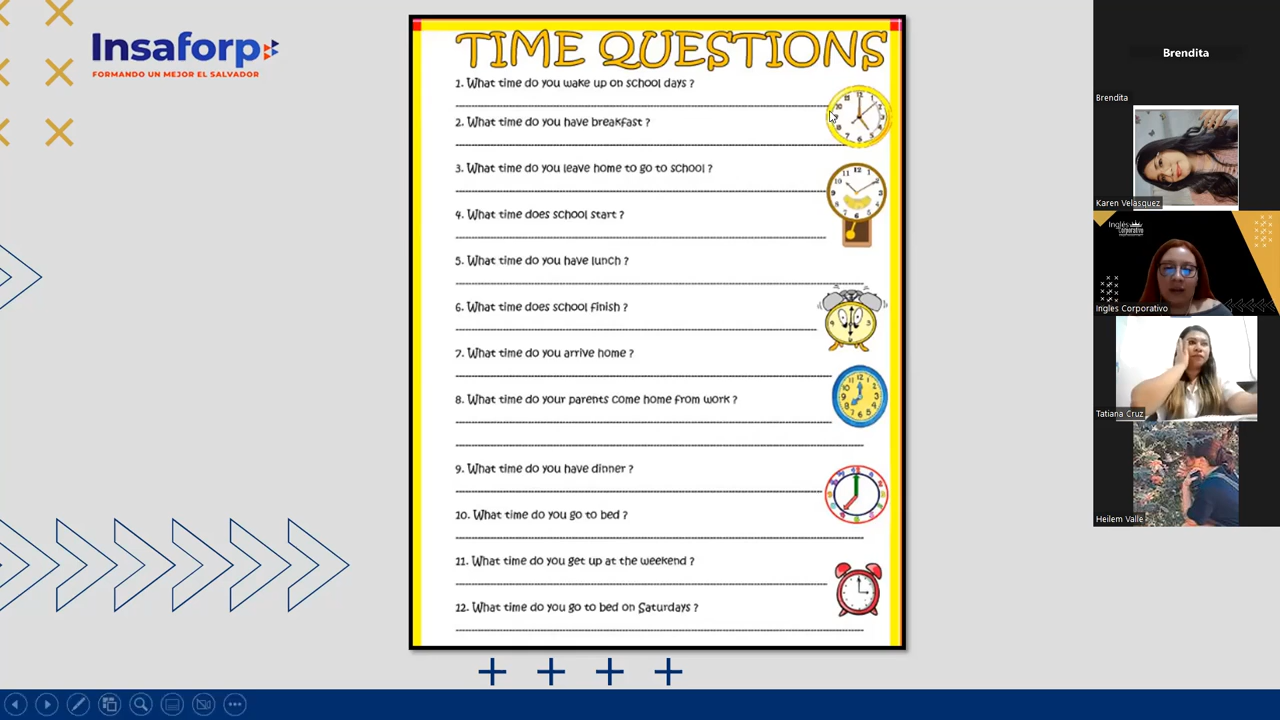 Insaforp
FORMANDO UN MEJOR EL SALVADOR
TIME QUESTIONS
1. What time do you wake up on school days ?
2. What time do you have breakfast ?
3. What time do you leave home to go to school ?
4. What time does school start ?
5. What time do you have lunch ?
6. What time does school finish ?
7. What time do you arrive home ?
8. What time do your parents come home from work ?
9. What time do you have dinner ?
10. What time do you go to bed ?
11. What time do you get up at the weekend ?
12. What time do you go to bed on Saturdays ?
Brendita
Brendita
Karen Velasquez
Inglés
Corporativo
Ingles Corporativo
Tatiana Cruz
Heilem Valle